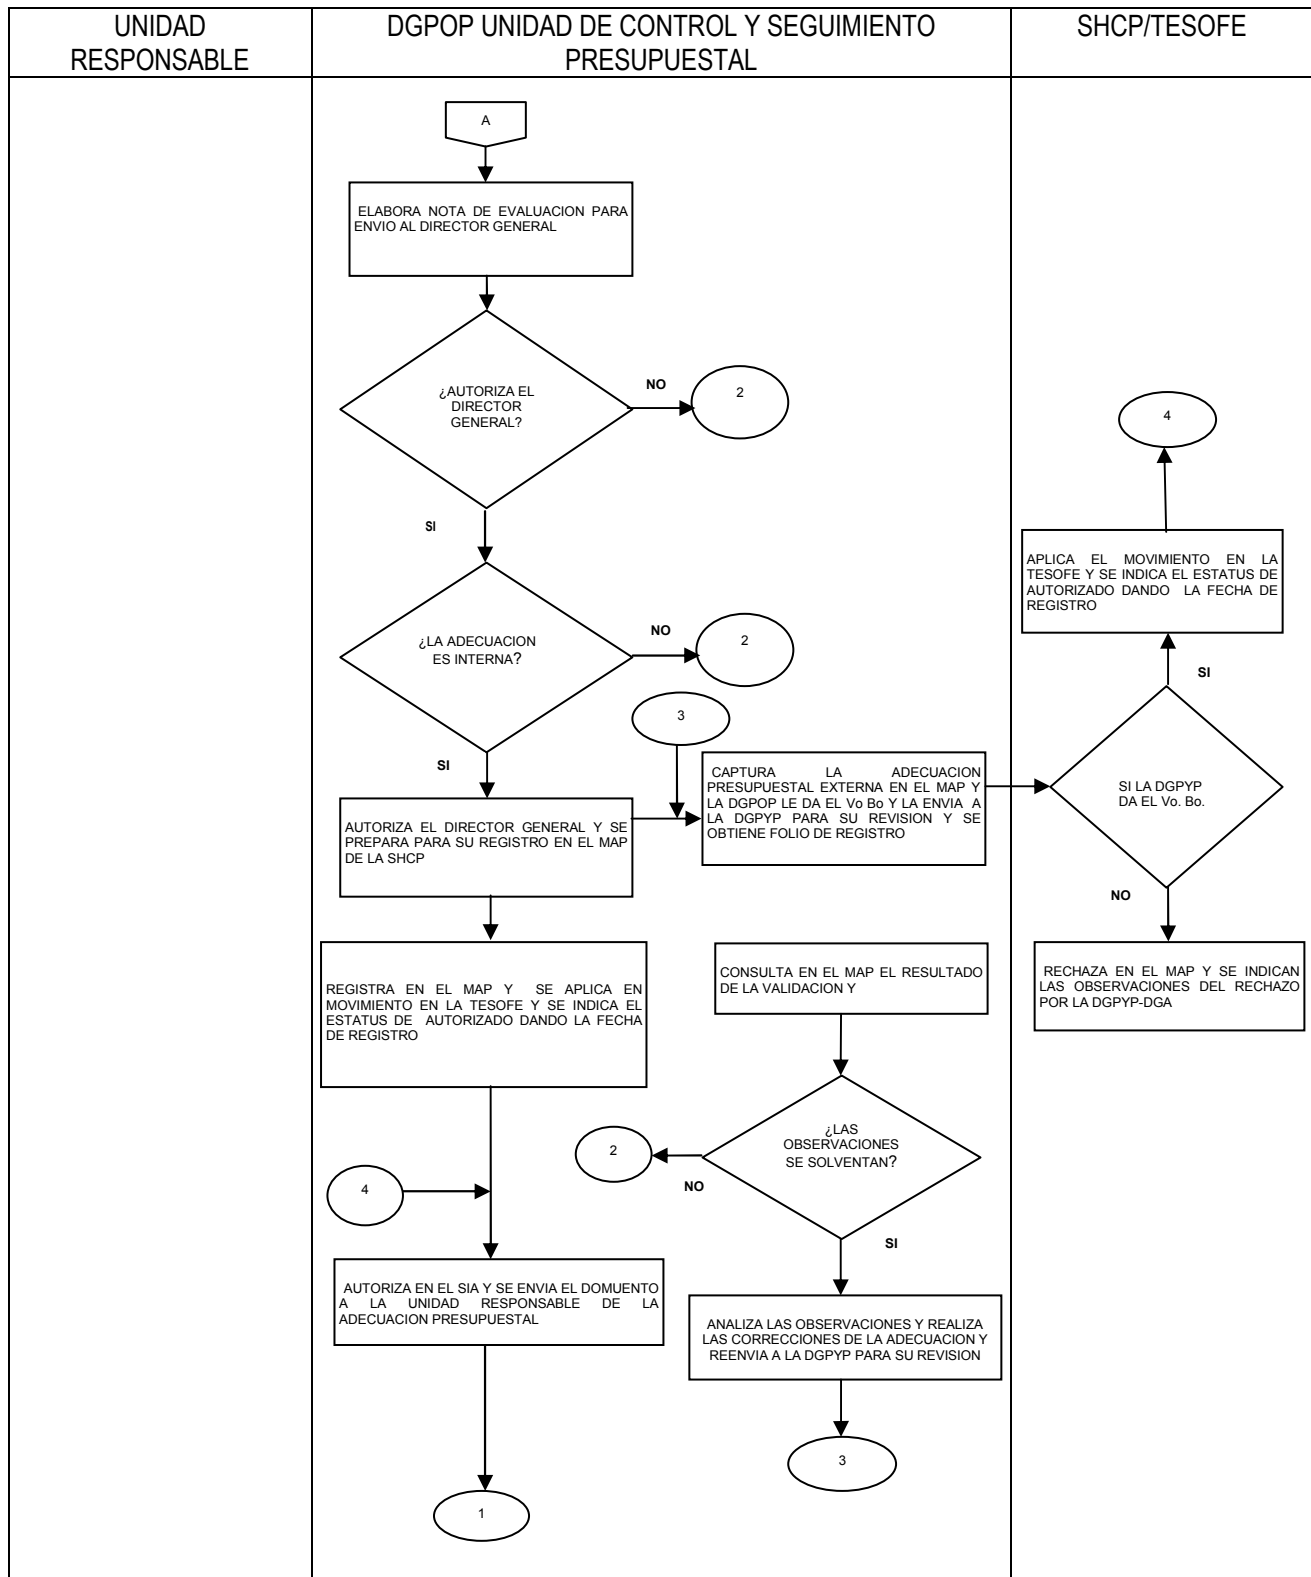 UNIDAD
RESPONSABLE
DGPOP UNIDAD DE CONTROL Y SEGUIMIENTO
PRESUPUESTAL
SHCP/TESOFE
A
ELABORA NOTA DE EVALUACION PARA
ENVIO AL DIRECTOR GENERAL
¿AUTORIZA EL
DIRECTOR
GENERAL?
NO
2
SI
¿LA ADECUACION
ES INTERNA?
NO
2
SI
3
AUTORIZA EL DIRECTOR GENERAL Y SE
PREPARA PARA SU REGISTRO EN EL MAP
DE LA SHCP
CAPTURA LA ADECUACION
PRESUPUESTAL EXTERNA EN EL MAP Y
LA DGPOP LE DA EL Vo Bo Y LA ENVIA A
LA DGPYP PARA SU REVISION Y SE
OBTIENE FOLIO DE REGISTRO
4
APLICA EL MOVIMIENTO EN LA
TESOFE Y SE INDICA EL ESTATUS DE
AUTORIZADO DANDO LA FECHA DE
REGISTRO
SI
SI LA DGPYP
DA EL Vo. Bo.
NO
RECHAZA EN EL MAP Y SE INDICAN
LAS OBSERVACIONES DEL RECHAZO
POR LA DGPYP-DGA
REGISTRA EN EL MAP Y SE APLICA EN
MOVIMIENTO EN LA TESOFE Y SE INDICA EL
ESTATUS DE AUTORIZADO DANDO LA FECHA
DE REGISTRO
CONSULTA EN EL MAP EL RESULTADO
DE LA VALIDACION Y
¿LAS
OBSERVACIONES
SE SOLVENTAN?
2
NO
SI
4
AUTORIZA EN EL SIA Y SE ENVIA EL DOMUENTO
A LA UNIDAD RESPONSABLE DE LA
ADECUACION PRESUPUESTAL
ANALIZA LAS OBSERVACIONES Y REALIZA
LAS CORRECCIONES DE LA ADECUACION Y
REENVIA A LA DGPYP PARA SU REVISION
3
1